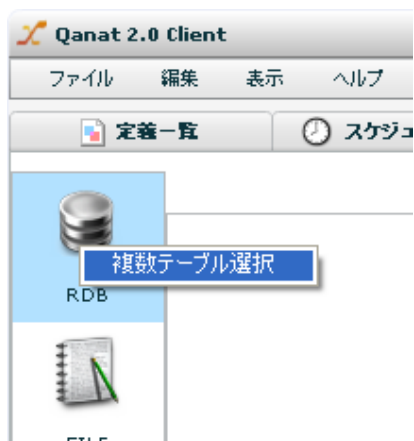 Qanat 2.0 Client
ファイル 編集 表示 ヘルプ
定義一覧 スケジュ
複数テーブル選択
RDB
FILE